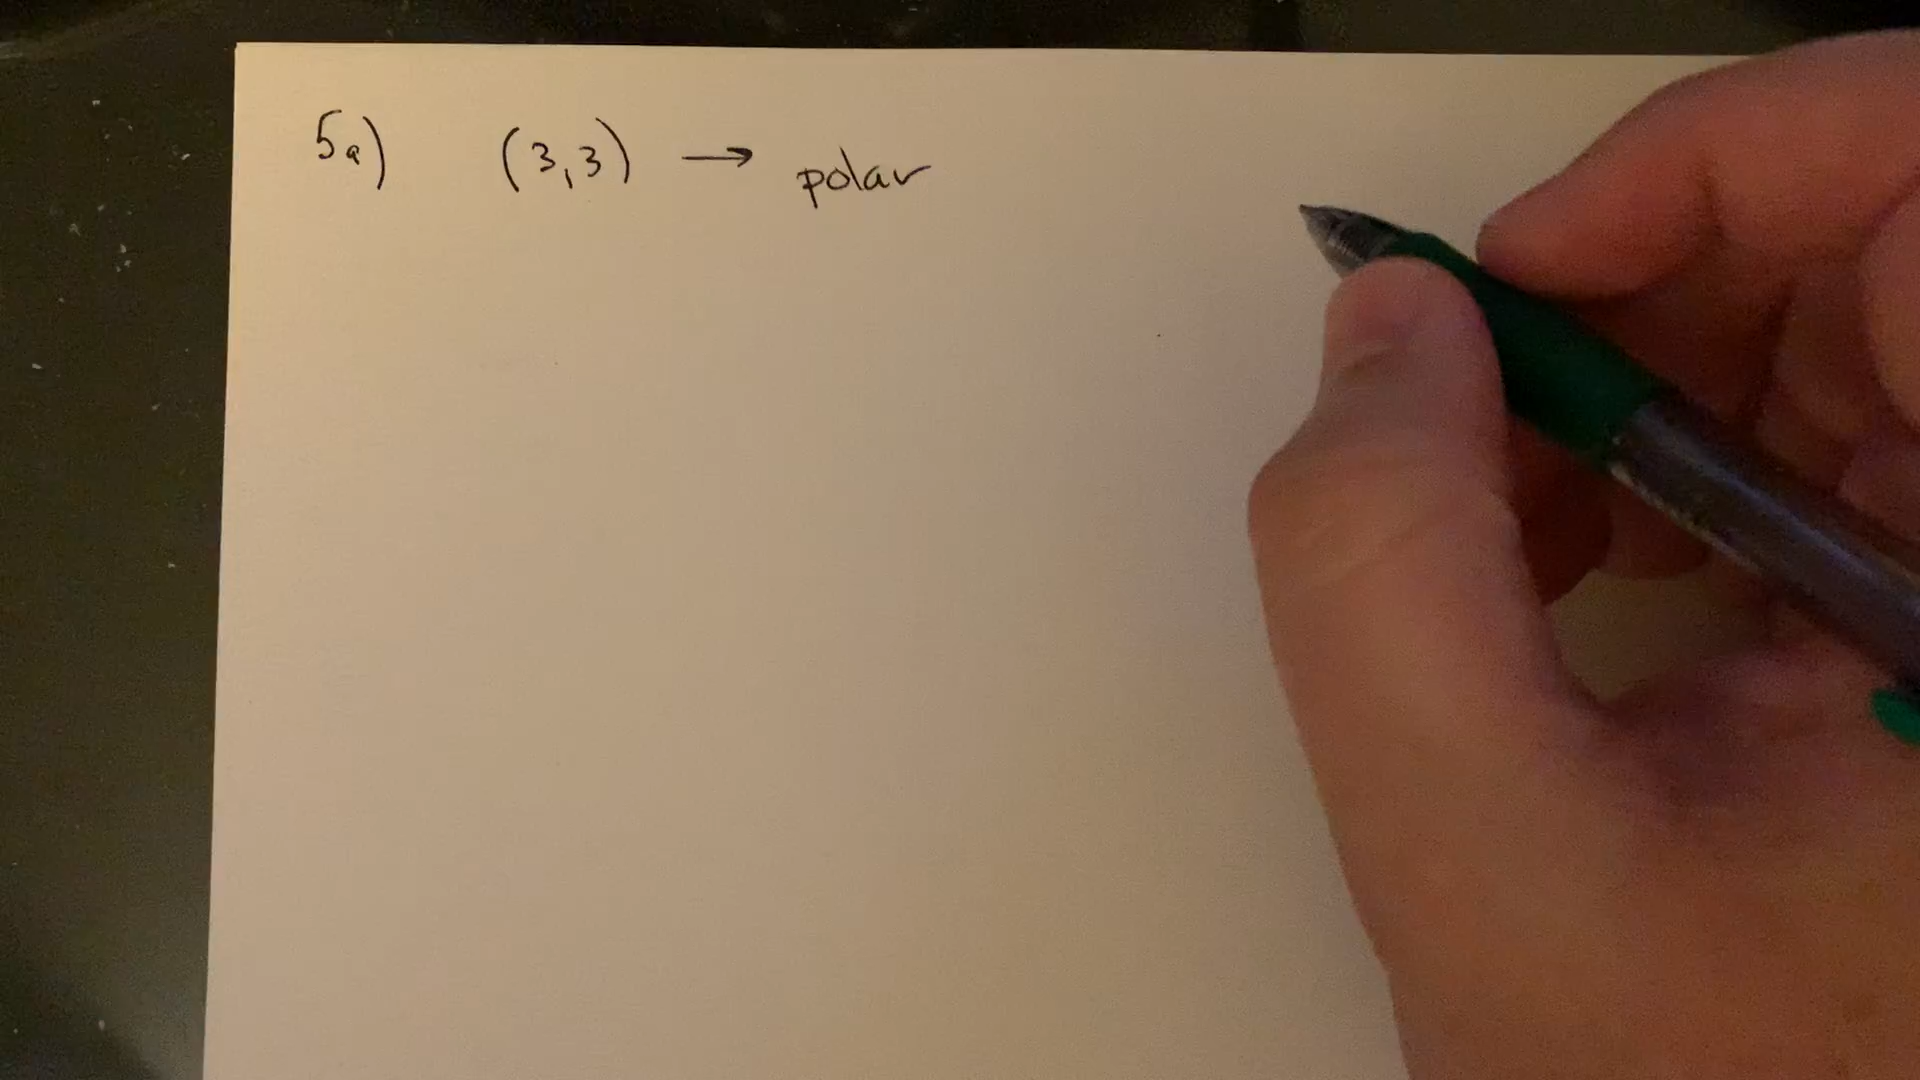 5a) (3,3) → polar